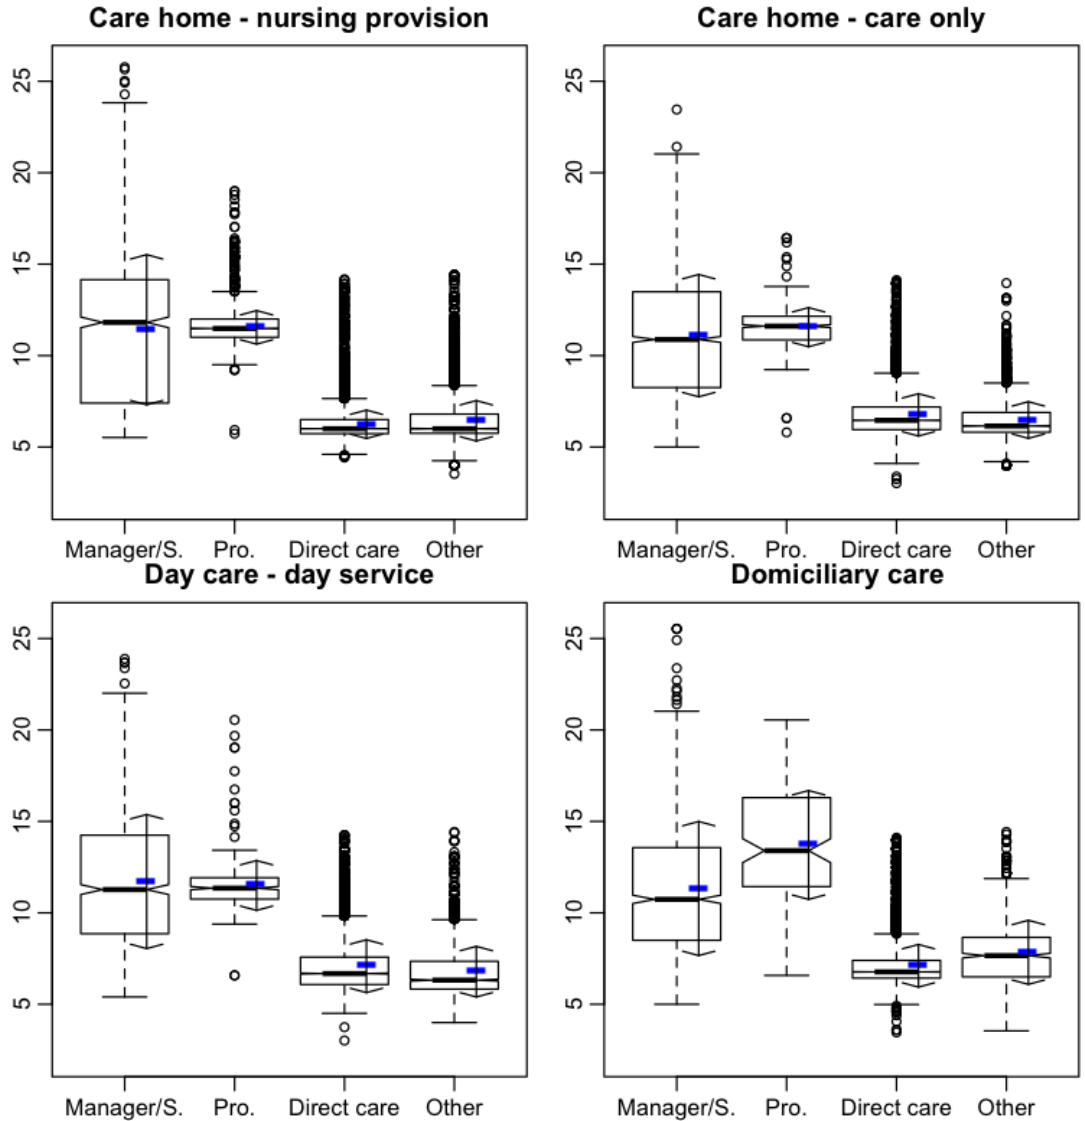 Care home - nursing provision
25
20
15
10
5
Manager/S. Pro. Direct care Other
Care home - care only
25
20
15
10
5
Manager/S. Pro. Direct care Other
Day care - day service
25
20
15
10
5
Manager/S. Pro. Direct care Other
Domiciliary care
25
20
15
10
5
Manager/S. Pro. Direct care Other